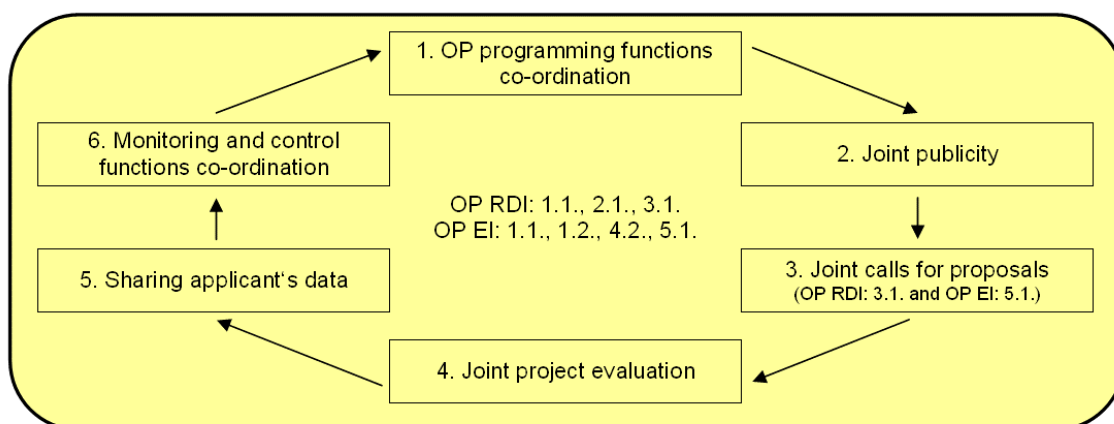 1. OP programming functions
co-ordination
2. Joint publicity
3. Joint calls for proposals
(OP RDI: 3.1. and OP EI: 5.1.)
4. Joint project evaluation
5. Sharing applicant‘s data
6. Monitoring and control
functions co-ordination
OP RDI: 1.1., 2.1., 3.1.
OP EI: 1.1., 1.2., 4.2., 5.1.